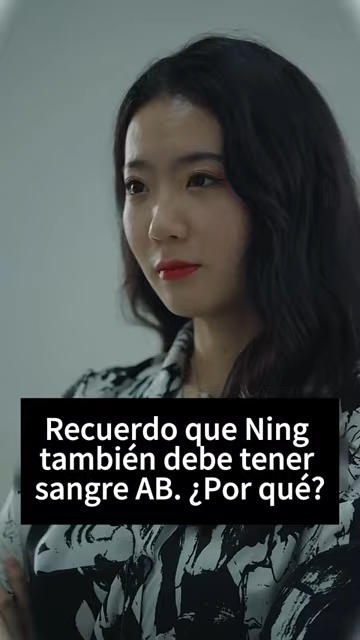 Recuerdo que Ning
también debe tener
sangre AB. ¿Por qué?